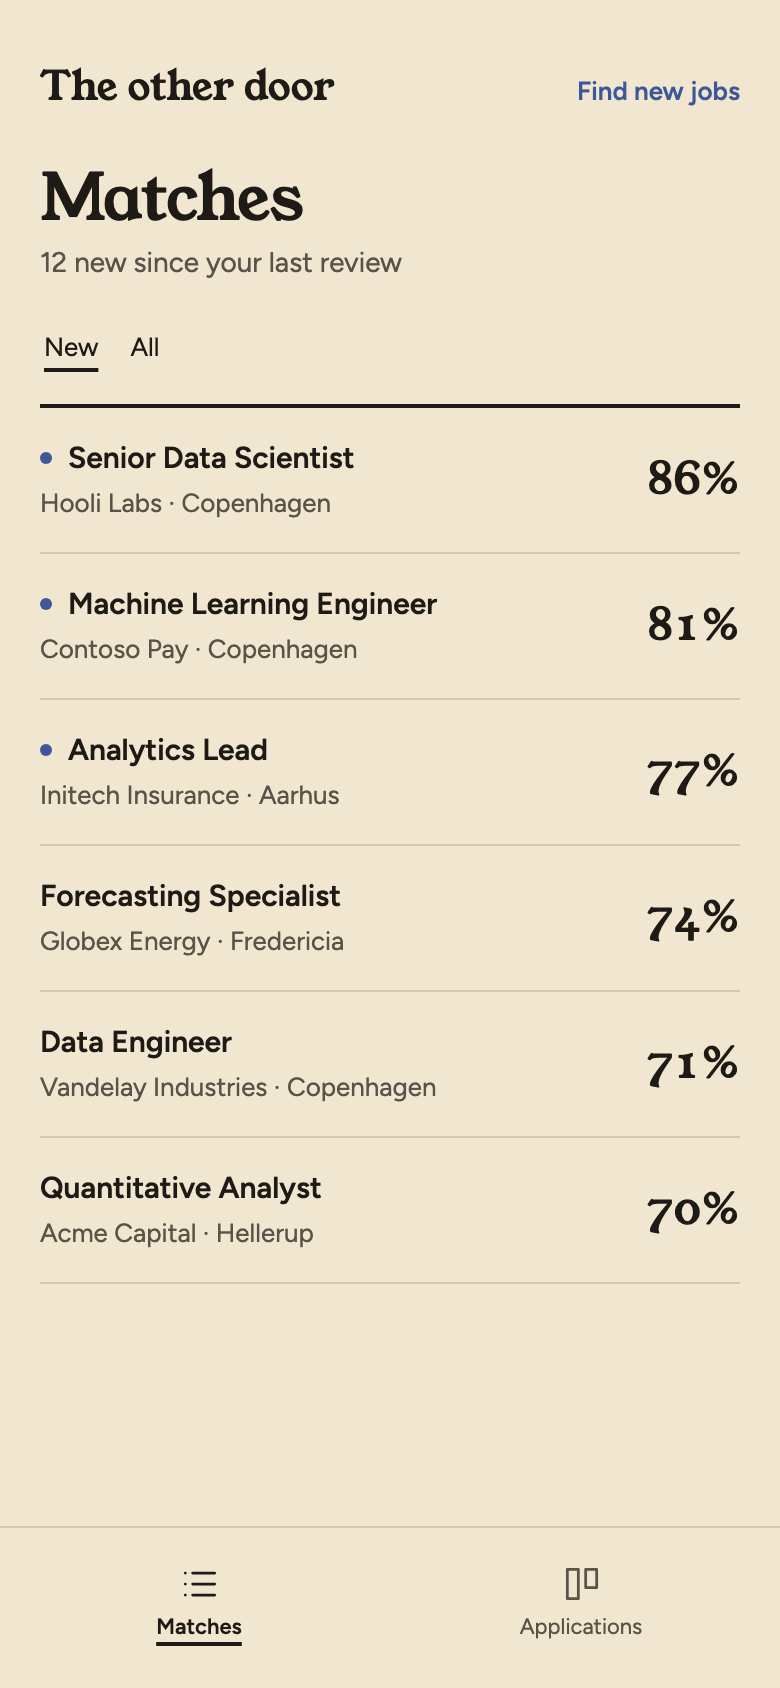 The other door
Find new jobs
Matches
12 new since your last review
New All
Senior Data Scientist
Hooli Labs · Copenhagen
86%
Machine Learning Engineer
Contoso Pay · Copenhagen
81%
Analytics Lead
Initech Insurance · Aarhus
77%
Forecasting Specialist
Globex Energy · Fredericia
74%
Data Engineer
Vandelay Industries · Copenhagen
71%
Quantitative Analyst
Acme Capital · Hellerup
70%
Matches
Applications